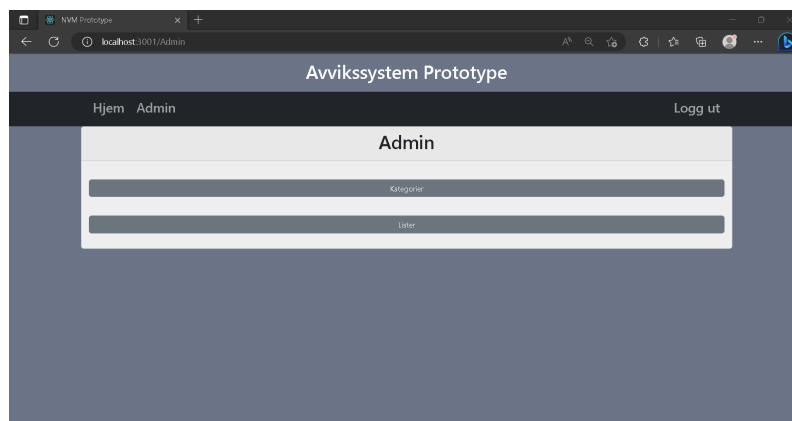 NVM Prototype
localhost:3001/Admin
Avvikssystem Prototype
Hjem Admin Logg ut
Admin
Kategorier
Lister